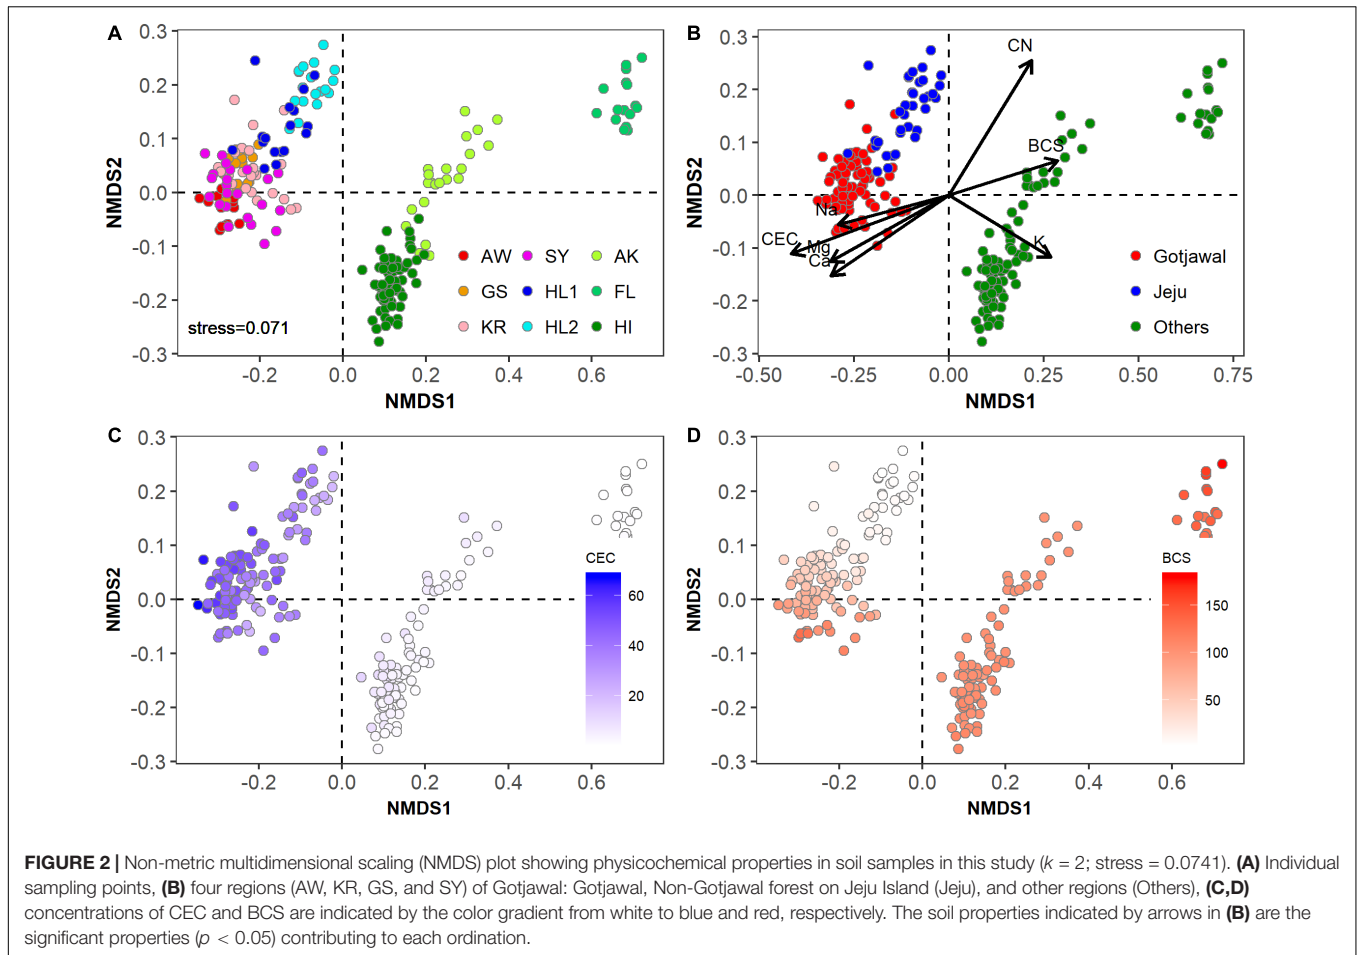 A
NMDS2
0.3
0.2
0.1
0.0
-0.1
-0.2
-0.3
AW SY AK
GS HL1 FL
KR HL2 HI
stress=0.071
-0.2 0.0 0.2 0.4 0.6
NMDS1
B
NMDS2
0.3
0.2
0.1
0.0
-0.1
-0.2
-0.3
CN
BCS
Na
CEC
Mg
Ca
K
Gotjawal
Jeju
Others
-0.50 -0.25 0.00 0.25 0.50 0.75
NMDS1
C
NMDS2
0.3
0.2
0.1
0.0
-0.1
-0.2
-0.3
CEC
60
40
20
-0.2 0.0 0.2 0.4 0.6
NMDS1
D
NMDS2
0.3
0.2
0.1
0.0
-0.1
-0.2
-0.3
BCS
150
100
50
-0.2 0.0 0.2 0.4 0.6
NMDS1
FIGURE 2 | Non-metric multidimensional scaling (NMDS) plot showing physicochemical properties in soil samples in this study (k = 2; stress = 0.0741). (A) Individual
sampling points, (B) four regions (AW, KR, GS, and SY) of Gotjawal: Gotjawal, Non-Gotjawal forest on Jeju Island (Jeju), and other regions (Others), (C,D)
concentrations of CEC and BCS are indicated by the color gradient from white to blue and red, respectively. The soil properties indicated by arrows in (B) are the
significant properties (p < 0.05) contributing to each ordination.